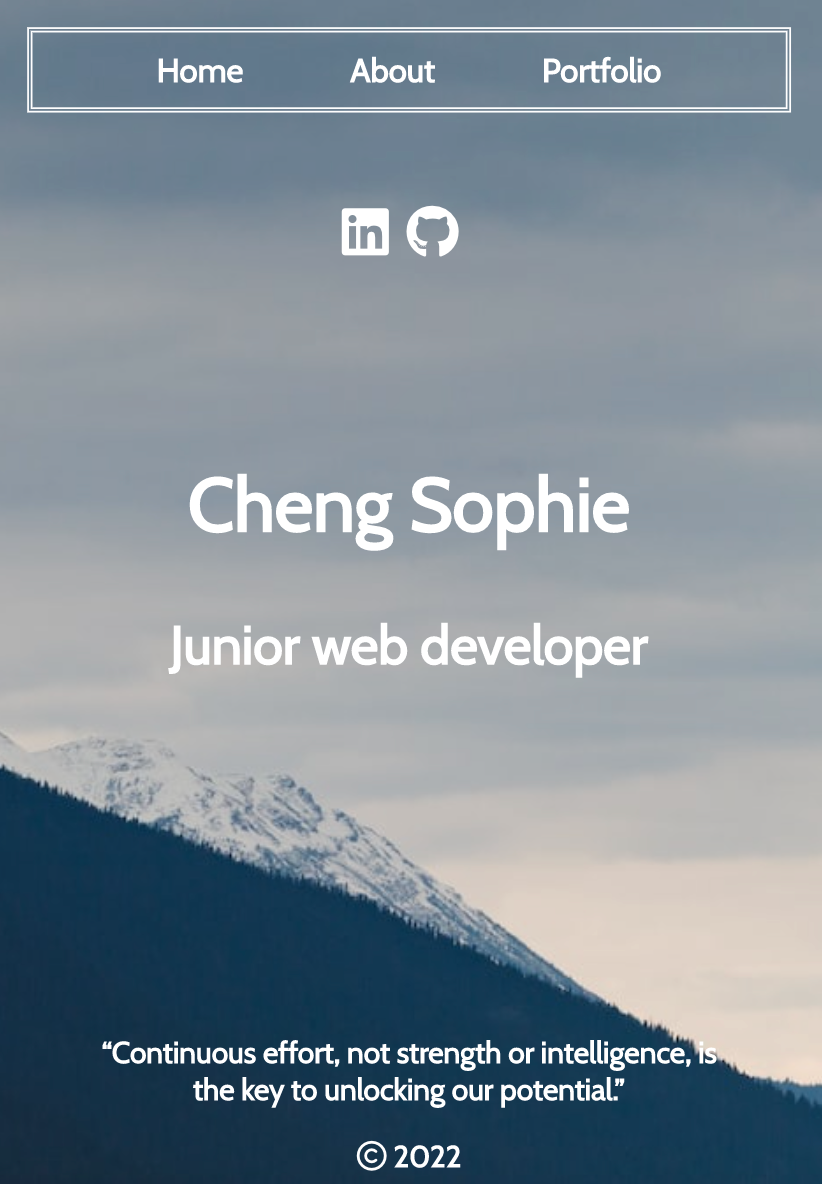 Home About Portfolio
in
Cheng Sophie
Junior web developer
“Continuous effort, not strength or intelligence, is
the key to unlocking our potential.”
© 2022